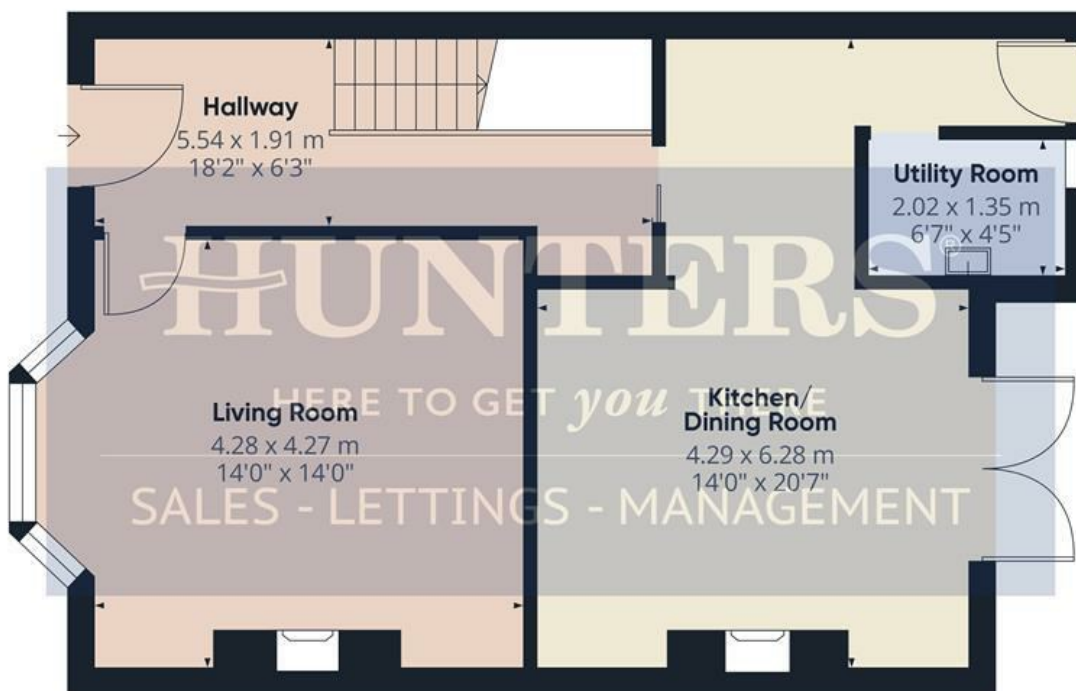 Hallway
5.54 x 1.91 m
18'2" x 6'3"
Utility Room
2.02 x 1.35 m
6'7" x 4'5"
HUNTERS®
HERE TO GET you THERE
SALES - LETTINGS - MANAGEMENT
Living Room
4.28 x 4.27 m
14'0" x 14'0"
Kitchen/
Dining Room
4.29 x 6.28 m
14'0" x 20'7"